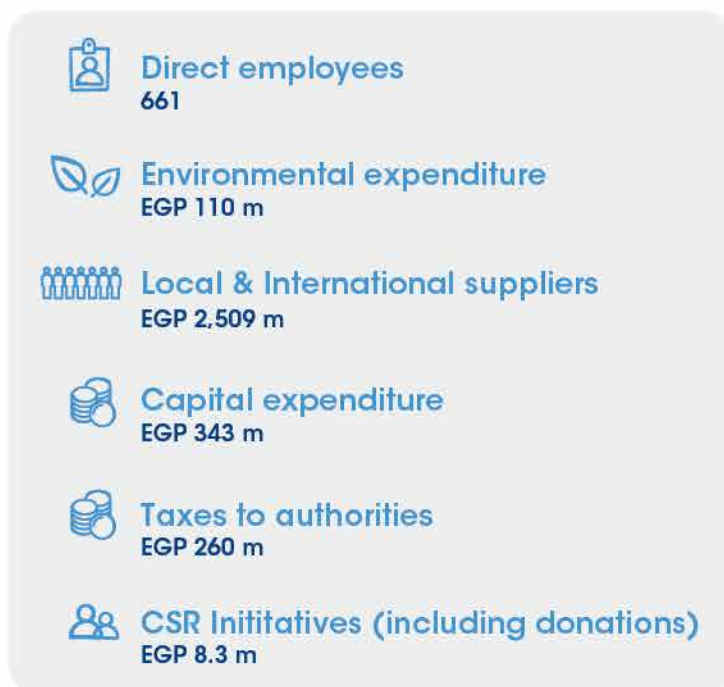 Direct employees
661
Environmental expenditure
EGP 110 m
Local & International suppliers
EGP 2,509 m
Capital expenditure
EGP 343 m
Taxes to authorities
EGP 260 m
CSR Inititatives (including donations)
EGP 8.3 m